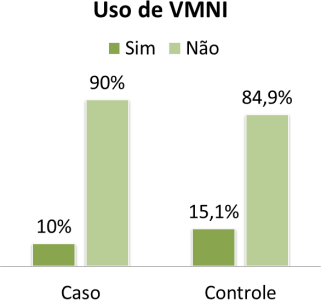 Uso de VMNI
Sim Não
90%
84,9%
10%
15,1%
Caso Controle